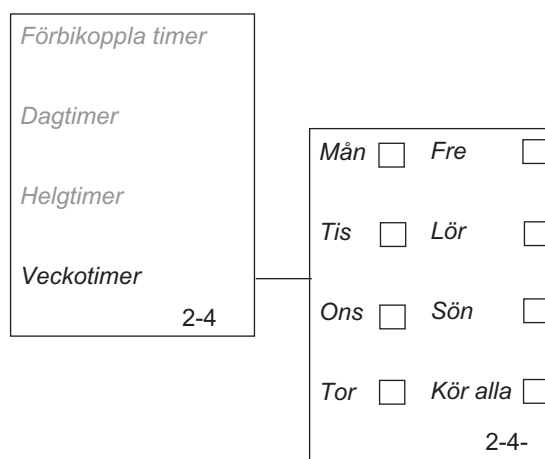 Förbikoppla timer
Dagtimer
Helgtimer
Veckotimer
2-4
Mån Fre
Tis Lör
Ons Sön
Tor Kör alla
2-4-